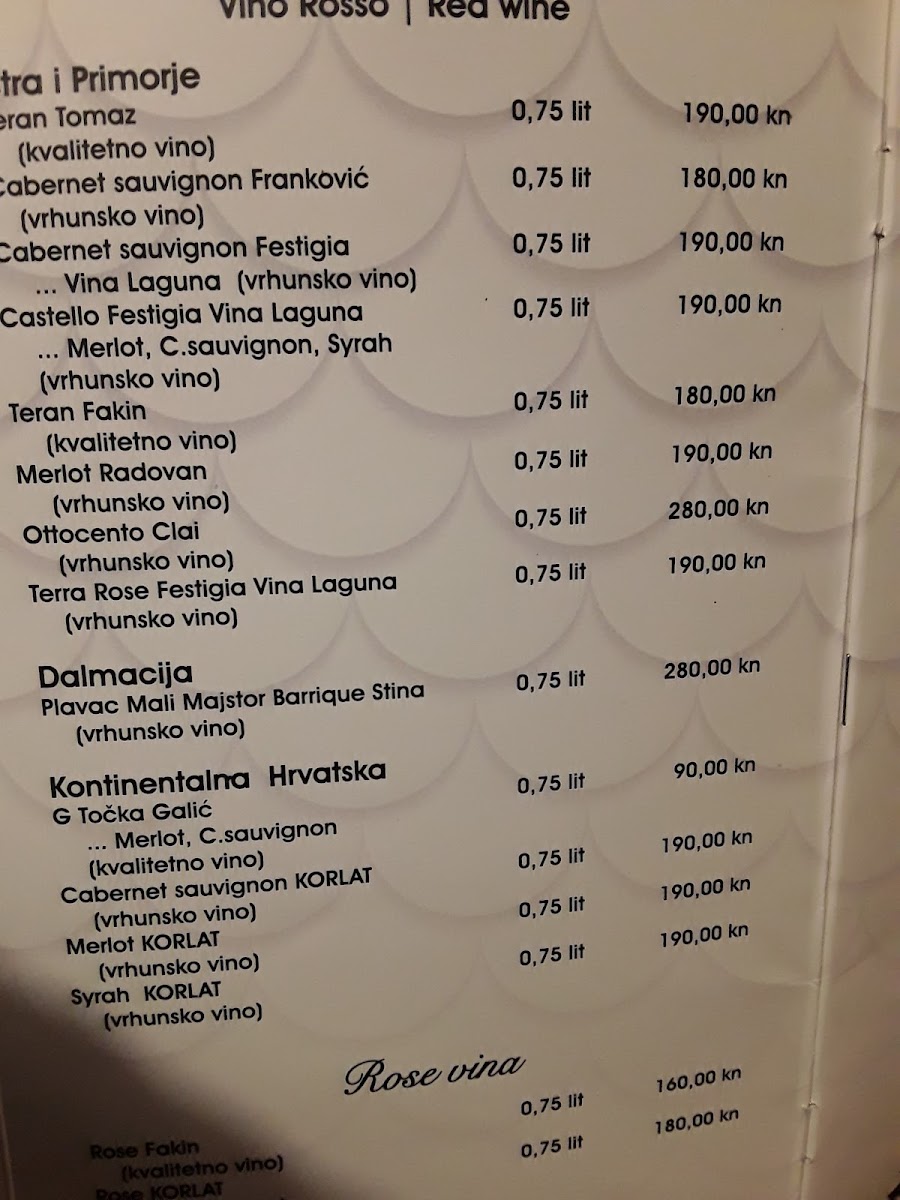 Vino Rosso | Red wine
tra i Primorje
eran Tomaz 0,75 lit 190,00 kn
(kvalitetno vino)
Cabernet sauvignon Franković 0,75 lit 180,00 kn
(vrhunsko vino)
Cabernet sauvignon Festigia 0,75 lit 190,00 kn
... Vina Laguna (vrhunsko vino)
Castello Festigia Vina Laguna 0,75 lit 190,00 kn
... Merlot, C.sauvignon, Syrah
(vrhunsko vino)
Teran Fakin 0,75 lit 180,00 kn
(kvalitetno vino)
Merlot Radovan 0,75 lit 190,00 kn
(vrhunsko vino)
Ottocento Clai 0,75 lit 280,00 kn
(vrhunsko vino)
Terra Rose Festigia Vina Laguna 0,75 lit 190,00 kn
(vrhunsko vino)
Dalmacija
Plavac Mali Majstor Barrique Stina 0,75 lit 280,00 kn
(vrhunsko vino)
Kontinentalna Hrvatska
G Točka Galić 0,75 lit 90,00 kn
... Merlot, C.sauvignon
(kvalitetno vino)
Cabernet sauvignon KORLAT 0,75 lit 190,00 kn
(vrhunsko vino)
Merlot KORLAT 0,75 lit 190,00 kn
(vrhunsko vino)
Syrah KORLAT 0,75 lit 190,00 kn
(vrhunsko vino)
Rose vina
Rose Fakin 0,75 lit 160,00 kn
(kvalitetno vino)
Rose KORLAT 0,75 lit 180,00 kn